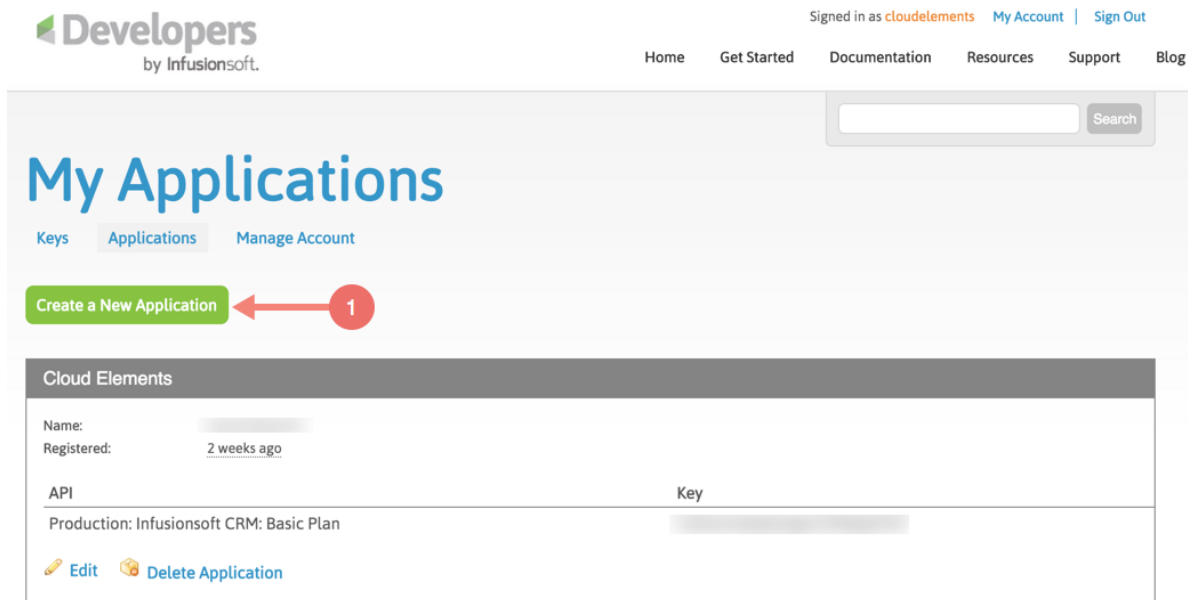 Signed in as cloudelements My Account | Sign Out
Developers
by Infusionsoft.
Home Get Started Documentation Resources Support Blog
Search
My Applications
Keys Applications Manage Account
Create a New Application
1
Cloud Elements
Name:
Registered: 2 weeks ago
API Key
Production: Infusionsoft CRM: Basic Plan
Edit Delete Application